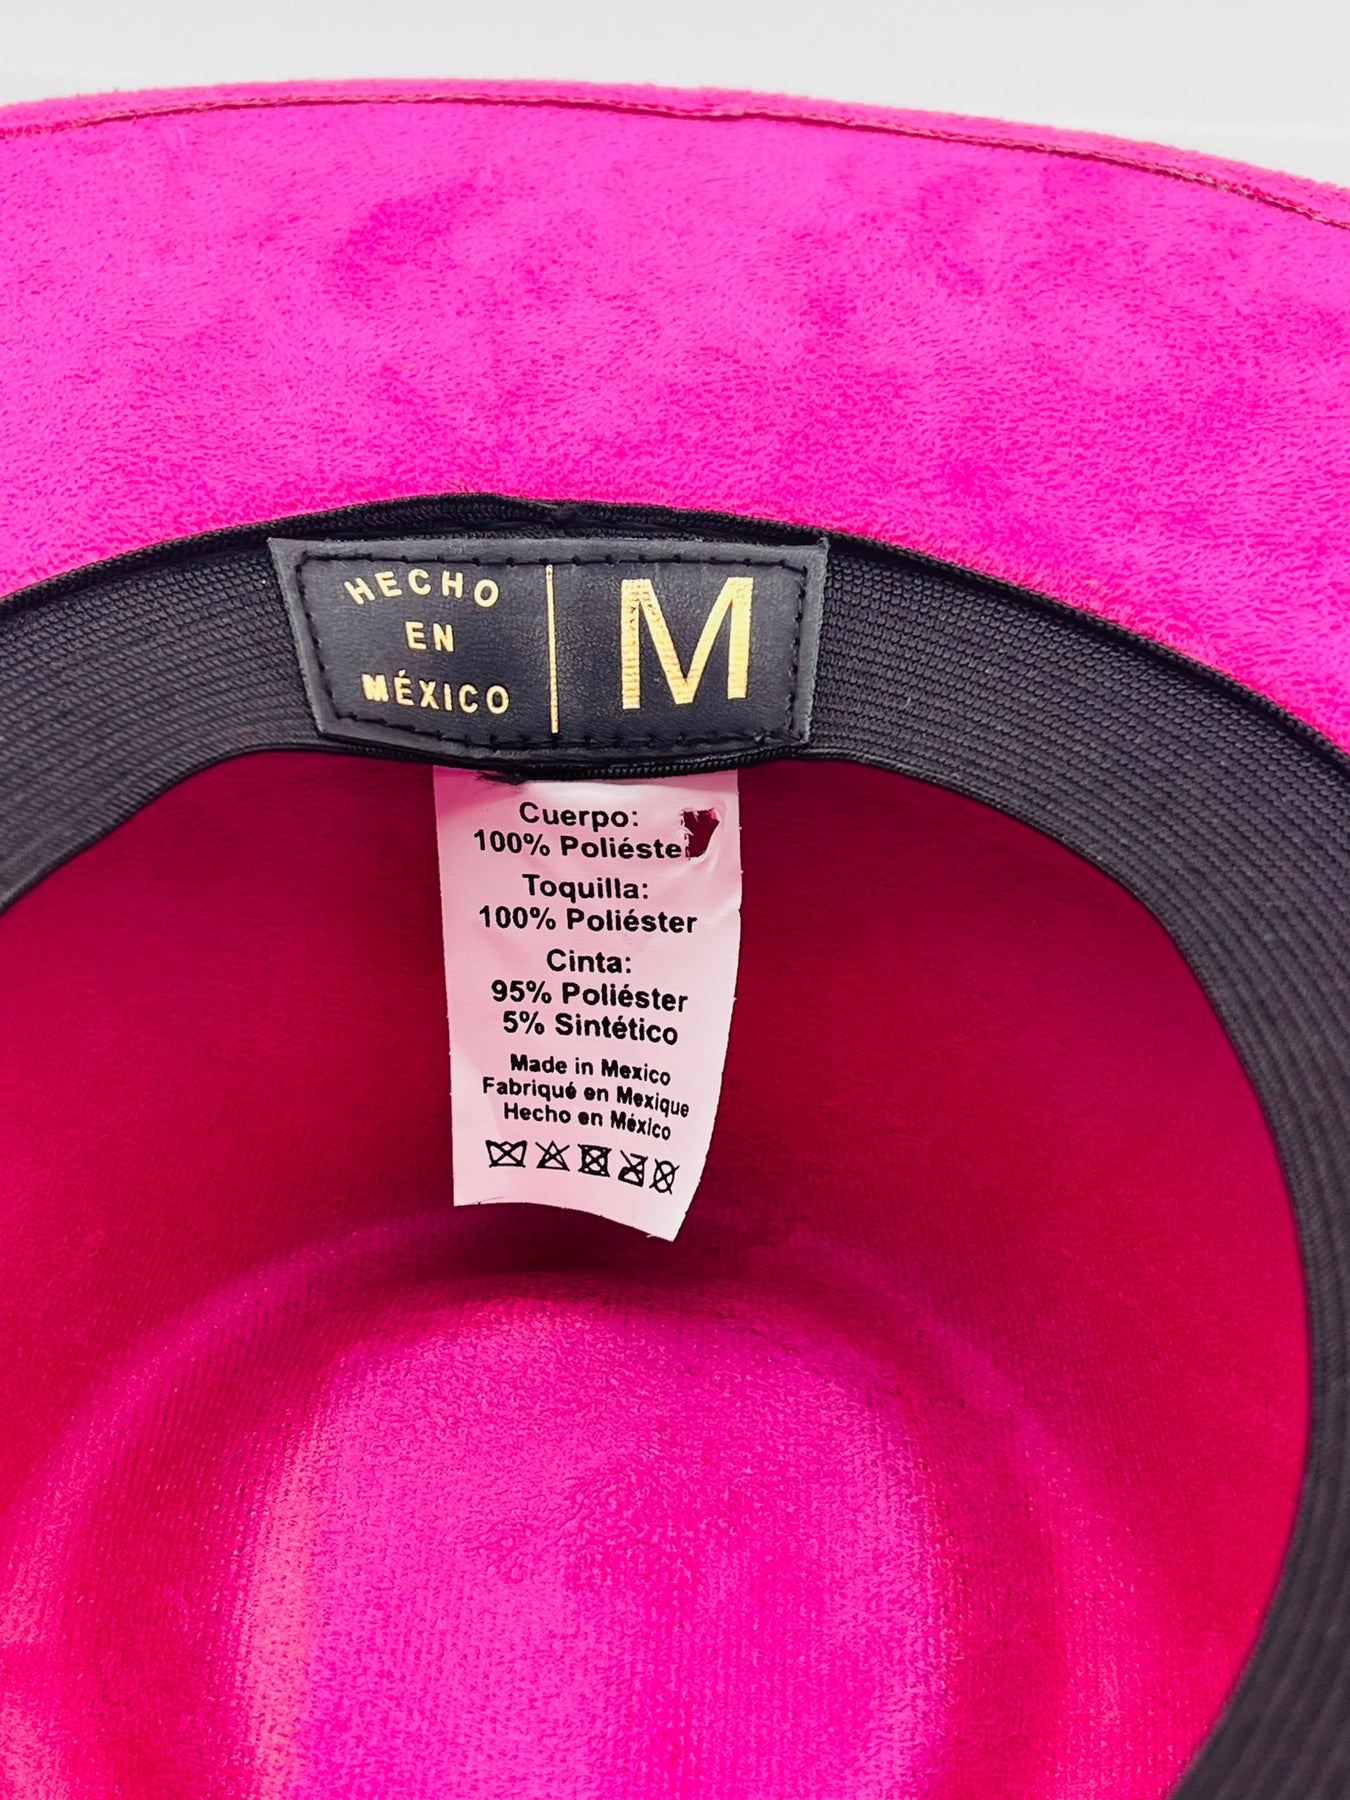 HECHO
EN
MÉXICO
M
Cuerpo:
100% Poliéste
Toquilla:
100% Poliéster
Cinta:
95% Poliéster
5% Sintético
Made in Mexico
Fabriqué en Mexique
Hecho en México